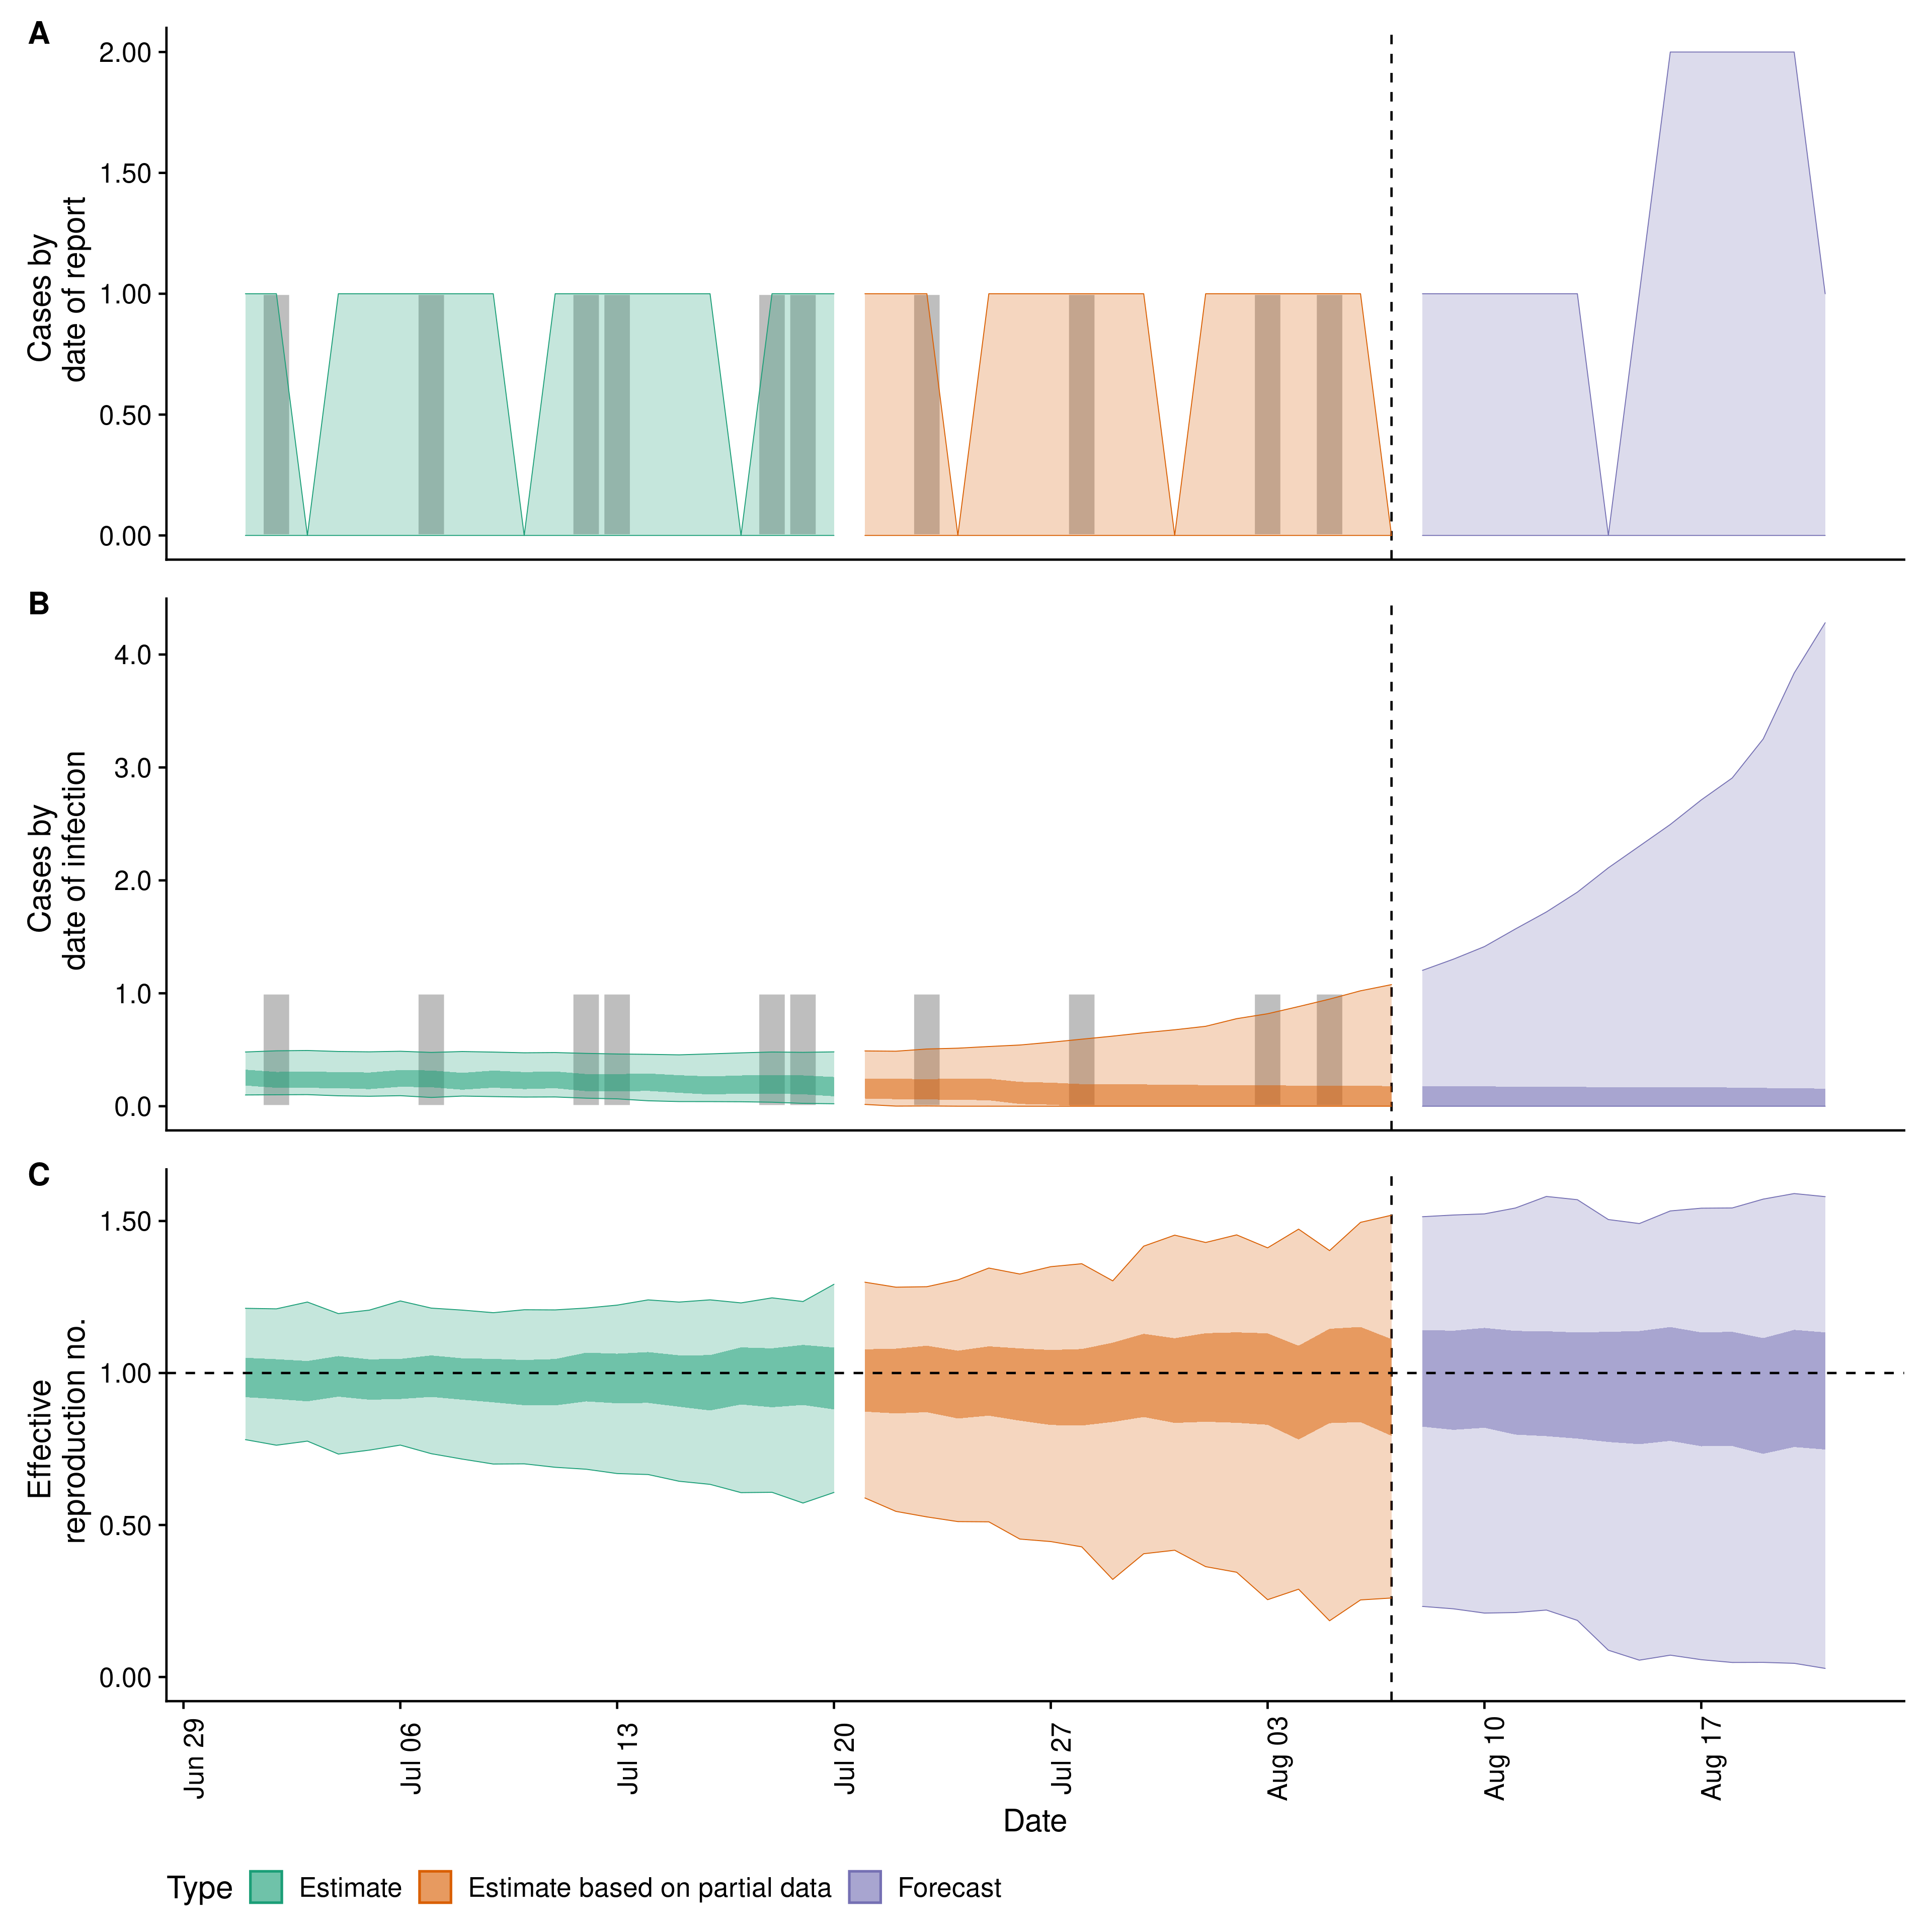 A
2.00
1.50
1.00
0.50
0.00
Cases by
date of report
B
4.0
3.0
2.0
1.0
0.0
Cases by
date of infection
C
1.50
1.00
0.50
0.00
Effective
reproduction no.
Jun 29
Jul 06
Jul 13
Jul 20
Jul 27
Aug 03
Aug 10
Aug 17
Date
Type Estimate Estimate based on partial data Forecast